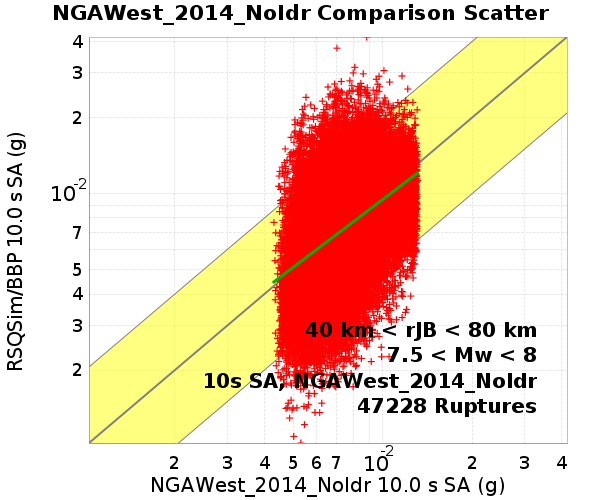 NGAWest_2014_NoIdr Comparison Scatter
RSQSim/BBP 10.0 s SA (g)
4
3
2
10-2
7
5
4
3
2
40 km < rJB < 80 km
7.5 < Mw < 8
10s SA, NGAWest_2014_NoIdr
47228 Ruptures
2 3 4 5 6 7 10-2 2 3 4
NGAWest_2014_NoIdr 10.0 s SA (g)